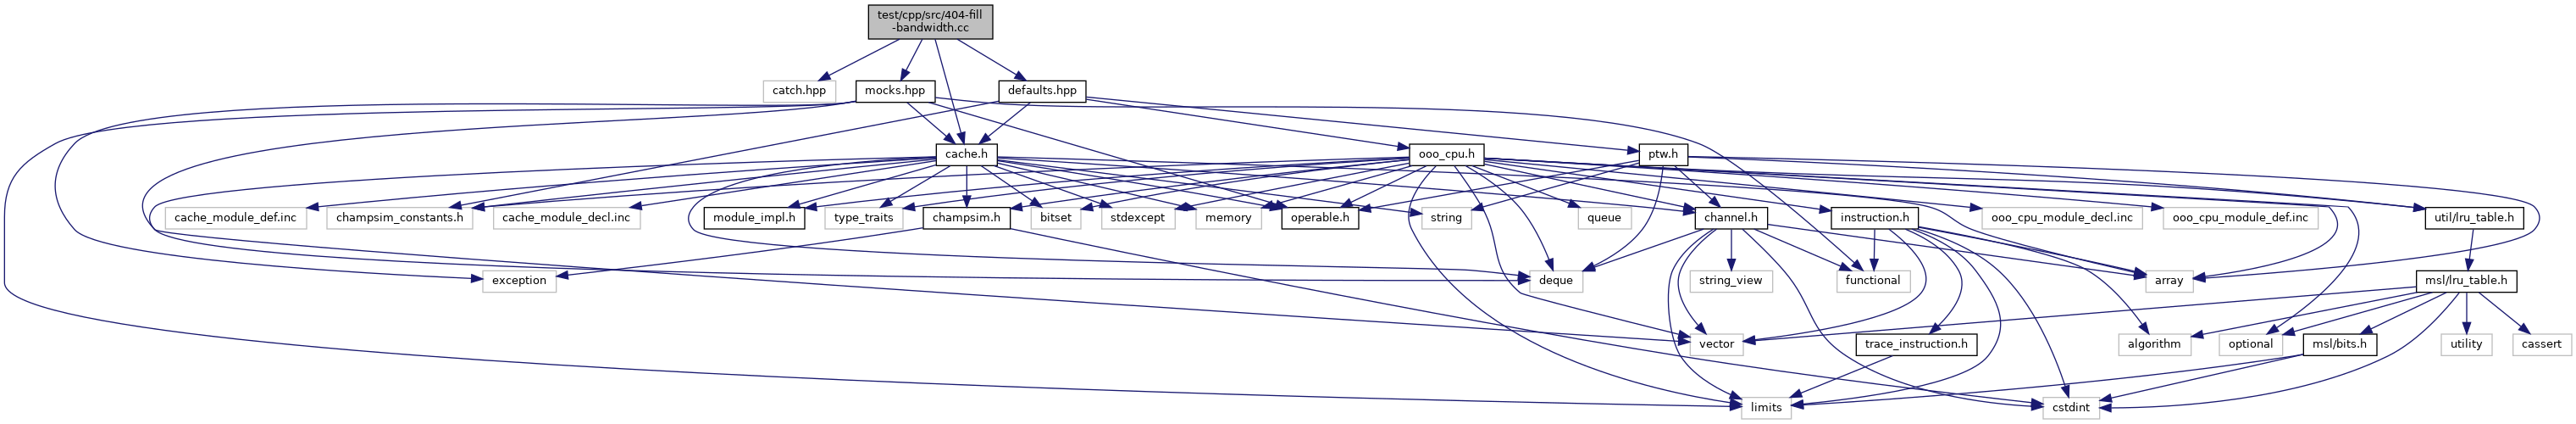 test/cpp/src/404-fill
-bandwidth.cc
catch.hpp
mocks.hpp
defaults.hpp
cache.h
ooo_cpu.h
ptw.h
cache_module_def.inc
champsim_constants.h
cache_module_decl.inc
module_impl.h
type_traits
champsim.h
bitset
stdexcept
memory
operable.h
string
queue
channel.h
instruction.h
ooo_cpu_module_decl.inc
ooo_cpu_module_def.inc
util/lru_table.h
exception
deque
string_view
functional
array
msl/lru_table.h
vector
trace_instruction.h
algorithm
optional
msl/bits.h
utility
cassert
limits
cstdint